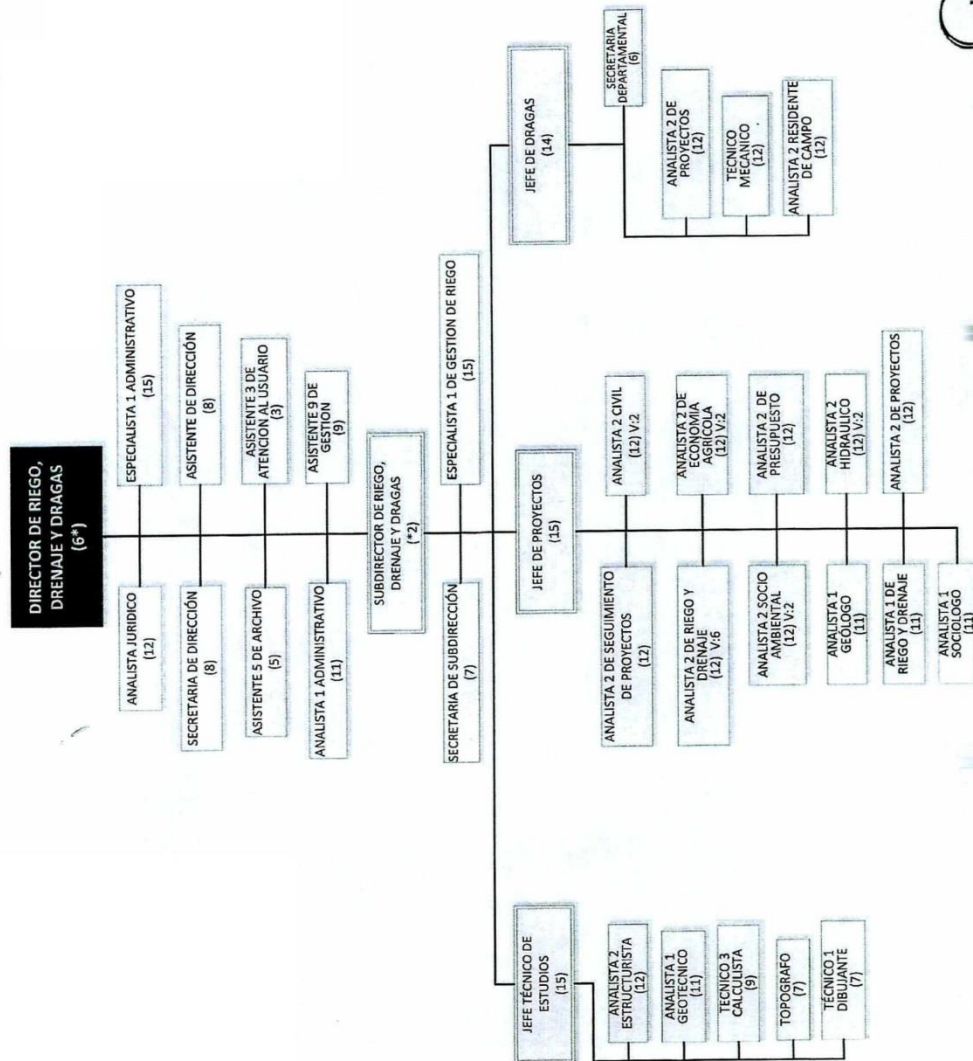 DIRECTOR DE RIEGO,
DRENAJE Y DRAGAS
(6*)
ANALISTA JURIDICO
(12)
ESPECIALISTA 1 ADMINISTRATIVO
(15)
SECRETARIA DE DIRECCIÓN
(8)
ASISTENTE DE DIRECCIÓN
(8)
ASISTENTE 5 DE ARCHIVO
(5)
ASISTENTE 3 DE
ATENCION AL USUARIO
(3)
ANALISTA 1 ADMINISTRATIVO
(11)
ASISTENTE 9 DE
GESTION
(9)
SUBDIRECTOR DE RIEGO,
DRENAJE Y DRAGAS
(*2)
SECRETARIA DE SUBDIRECCIÓN
(7)
ESPECIALISTA 1 DE GESTION DE RIEGO
(15)
JEFE TÉCNICO DE
ESTUDIOS
(15)
ANALISTA 2
ESTRUCTURISTA
(12)
ANALISTA 1
GEOTECNICO
(11)
TECNICO 3
CALCULISTA
(9)
TOPOGRAFO
(7)
TÉCNICO 1
DIBUJANTE
(7)
JEFE DE PROYECTOS
(15)
ANALISTA 2 DE SEGUIMIENTO
DE PROYECTOS
(12)
ANALISTA 2 CIVIL
(12) V:2
ANALISTA 2 DE RIEGO Y
DRENAJE
(12) V:6
ANALISTA 2 DE
ECONOMIA
AGRÍCOLA
(12) V:2
ANALISTA 2 SOCIO
AMBIENTAL
(12) V:2
ANALISTA 2 DE
PRESUPUESTO
(12)
ANALISTA 1
GEÓLOGO
(11)
ANALISTA 2
HIDRAULICO
(12) V:2
ANALISTA 1 DE
RIEGO Y DRENAJE
(11)
ANALISTA 2 DE PROYECTOS
(12)
ANALISTA 1
SOCIOLOGO
(11)
JEFE DE DRAGAS
(14)
SECRETARIA
DEPARTAMENTAL
(6)
ANALISTA 2 DE
PROYECTOS
(12)
TECNICO
MECANICO
(12)
ANALISTA 2 RESIDENTE
DE CAMPO
(12)